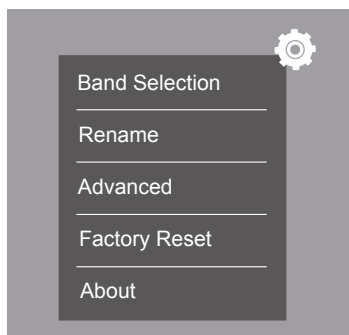 Band Selection
Rename
Advanced
Factory Reset
About